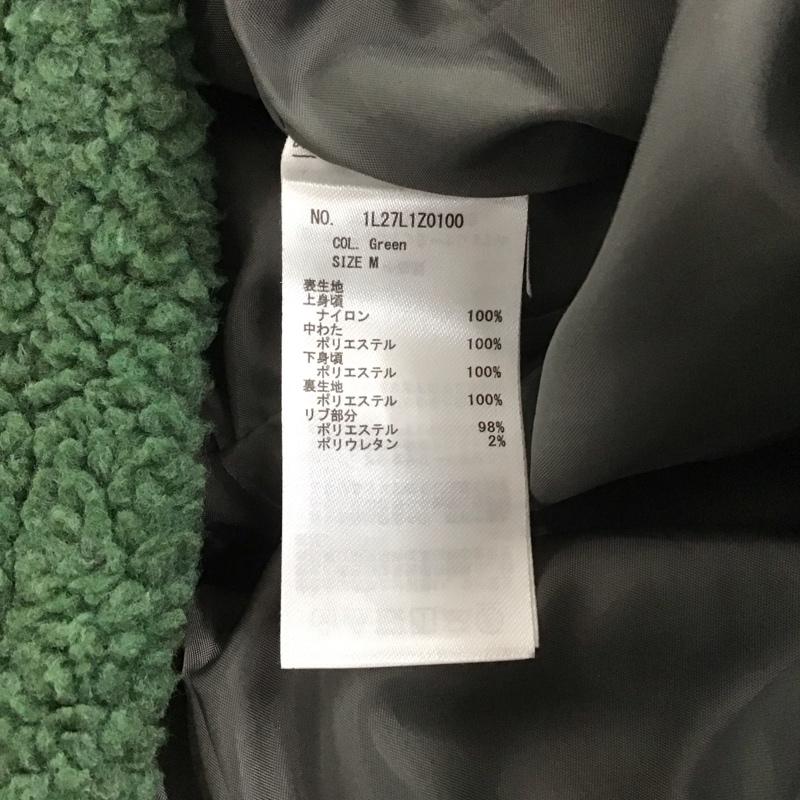 NO. 1L27L1Z0100
COL. Green
SIZE M
表生地
上身頃
ナイロン 100%
中わた
ポリエステル 100%
下身頃
ポリエステル 100%
裏生地
ポリエステル 100%
リブ部分
ポリエステル 98%
ポリウレタン 2%